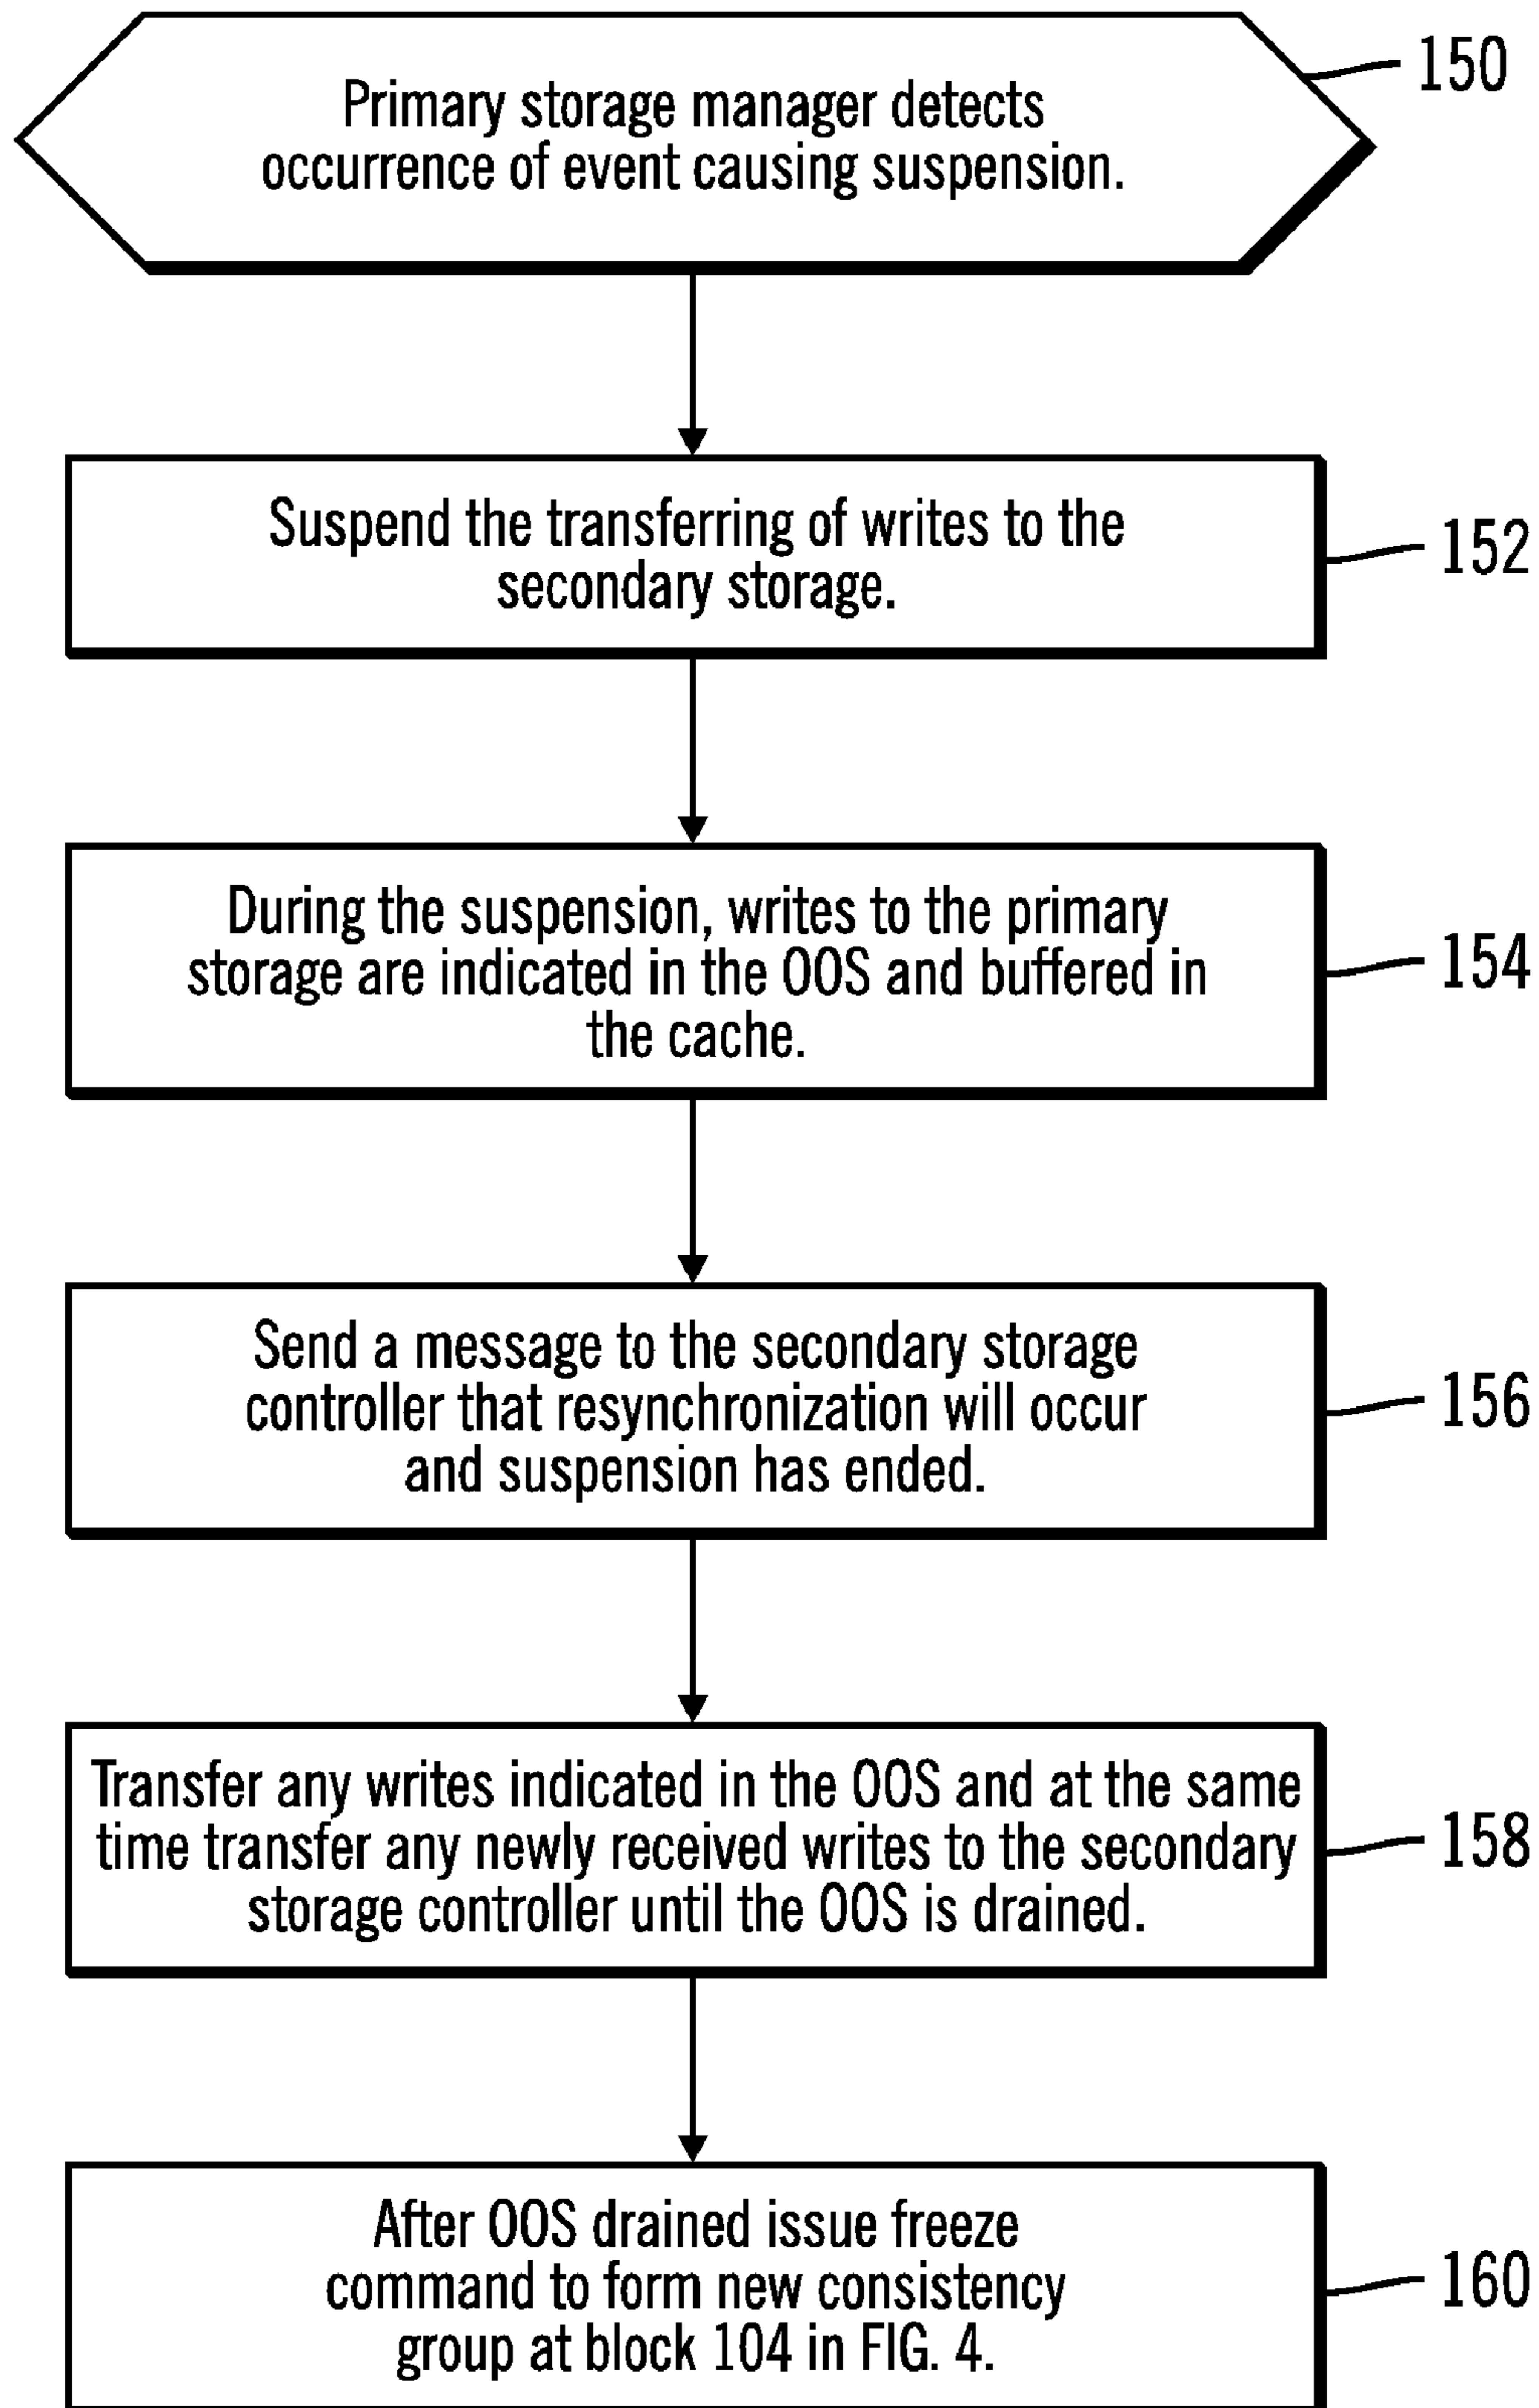 Primary storage manager detects
occurrence of event causing suspension.
150
Suspend the transferring of writes to the
secondary storage.
152
During the suspension, writes to the primary
storage are indicated in the OOS and buffered in
the cache.
154
Send a message to the secondary storage
controller that resynchronization will occur
and suspension has ended.
156
Transfer any writes indicated in the OOS and at the same
time transfer any newly received writes to the secondary
storage controller until the OOS is drained.
158
After OOS drained issue freeze
command to form new consistency
group at block 104 in FIG. 4.
160